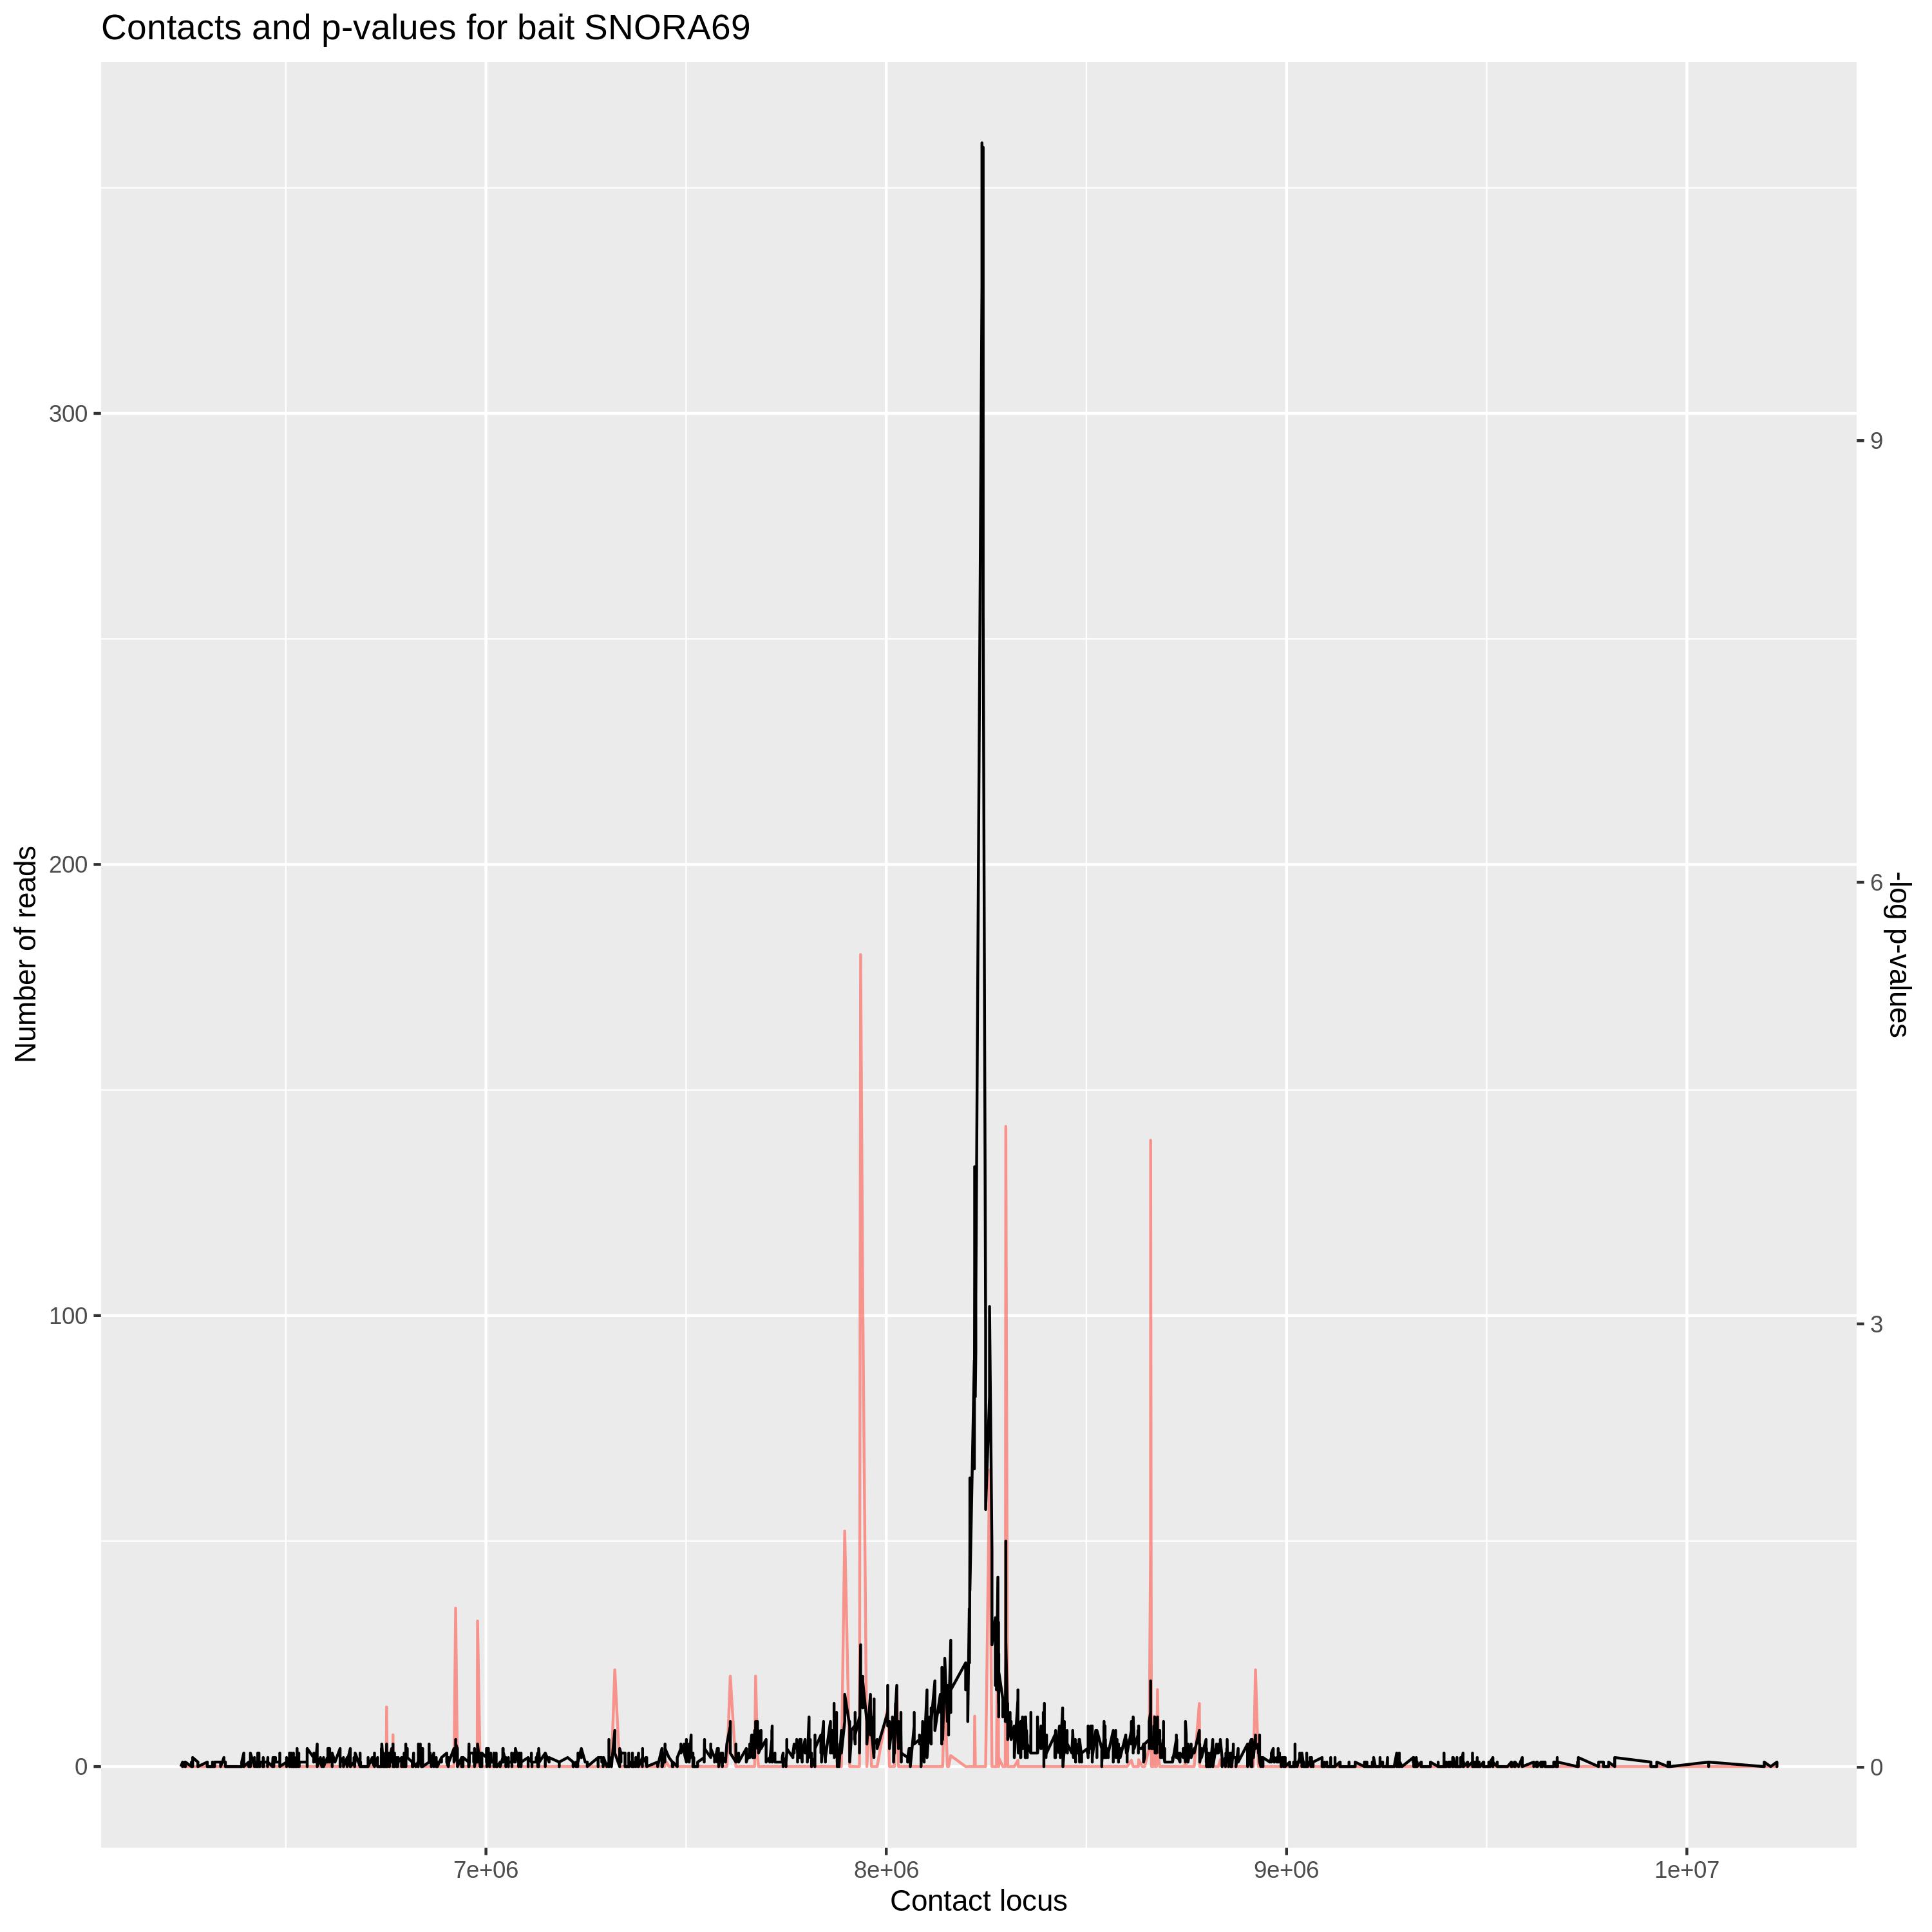 Contacts and p-values for bait SNORA69
Number of reads
300
200
100
0
9
6
3
0
-log p-values
7e+06
8e+06
9e+06
1e+07
Contact locus